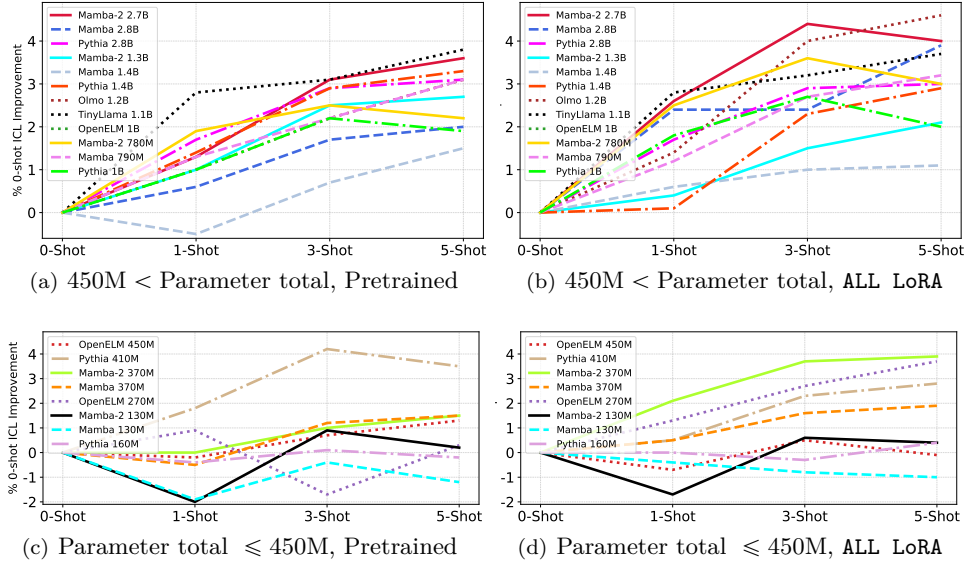 % 0-shot ICL Improvement
4
3
2
1
0
Mamba-2 2.7B
Mamba 2.8B
Pythia 2.8B
Mamba-2 1.3B
Mamba 1.4B
Pythia 1.4B
Olmo 1.2B
TinyLlama 1.1B
OpenELM 1B
Mamba-2 780M
Mamba 790M
Pythia 1B
0-Shot 1-Shot 3-Shot 5-Shot
(a) 450M < Parameter total, Pretrained
4
3
2
1
0
Mamba-2 2.7B
Mamba 2.8B
Pythia 2.8B
Mamba-2 1.3B
Mamba 1.4B
Pythia 1.4B
Olmo 1.2B
TinyLlama 1.1B
OpenELM 1B
Mamba-2 780M
Mamba 790M
Pythia 1B
0-Shot 1-Shot 3-Shot 5-Shot
(b) 450M < Parameter total, ALL LoRA
% 0-shot ICL Improvement
4
3
2
1
0
-1
-2
OpenELM 450M
Pythia 410M
Mamba-2 370M
Mamba 370M
OpenELM 270M
Mamba-2 130M
Mamba 130M
Pythia 160M
0-Shot 1-Shot 3-Shot 5-Shot
(c) Parameter total ⩽ 450M, Pretrained
4
3
2
1
0
-1
-2
OpenELM 450M
Pythia 410M
Mamba-2 370M
Mamba 370M
OpenELM 270M
Mamba-2 130M
Mamba 130M
Pythia 160M
0-Shot 1-Shot 3-Shot 5-Shot
(d) Parameter total ⩽ 450M, ALL LoRA